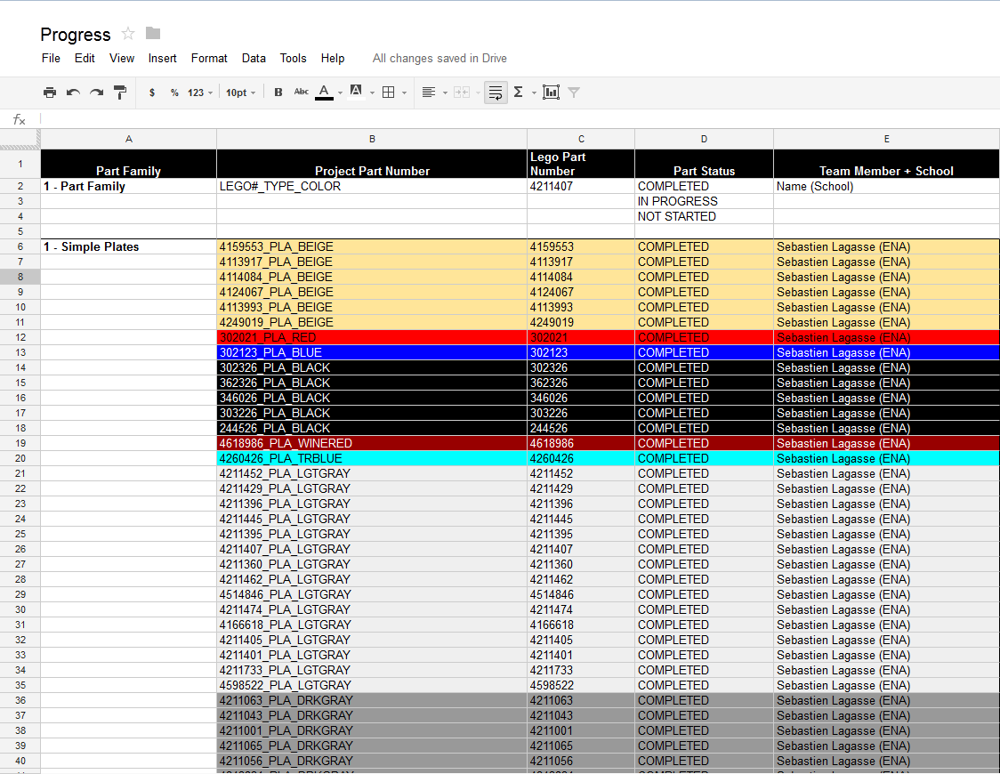 Progress
File Edit View Insert Format Data Tools Help All changes saved in Drive
$ % 123 10pt B Abc A A Σ
fx
A B C D E
1 Part Family Project Part Number Lego Part Number Part Status Team Member + School
2 1 - Part Family LEGO#_TYPE_COLOR 4211407 COMPLETED Name (School)
3 IN PROGRESS
4 NOT STARTED
5
6 1 - Simple Plates 4159553_PLA_BEIGE 4159553 COMPLETED Sebastien Lagasse (ENA)
7 4113917_PLA_BEIGE 4113917 COMPLETED Sebastien Lagasse (ENA)
8 4114084_PLA_BEIGE 4114084 COMPLETED Sebastien Lagasse (ENA)
9 4124067_PLA_BEIGE 4124067 COMPLETED Sebastien Lagasse (ENA)
10 4113993_PLA_BEIGE 4113993 COMPLETED Sebastien Lagasse (ENA)
11 4249019_PLA_BEIGE 4249019 COMPLETED Sebastien Lagasse (ENA)
12 302021_PLA_RED 302021 COMPLETED Sebastien Lagasse (ENA)
13 302123_PLA_BLUE 302123 COMPLETED Sebastien Lagasse (ENA)
14 302326_PLA_BLACK 302326 COMPLETED Sebastien Lagasse (ENA)
15 362326_PLA_BLACK 362326 COMPLETED Sebastien Lagasse (ENA)
16 346026_PLA_BLACK 346026 COMPLETED Sebastien Lagasse (ENA)
17 303226_PLA_BLACK 303226 COMPLETED Sebastien Lagasse (ENA)
18 244526_PLA_BLACK 244526 COMPLETED Sebastien Lagasse (ENA)
19 4618986_PLA_WINERED 4618986 COMPLETED Sebastien Lagasse (ENA)
20 4260426_PLA_TRBLUE 4260426 COMPLETED Sebastien Lagasse (ENA)
21 4211452_PLA_LGTGRAY 4211452 COMPLETED Sebastien Lagasse (ENA)
22 4211429_PLA_LGTGRAY 4211429 COMPLETED Sebastien Lagasse (ENA)
23 4211396_PLA_LGTGRAY 4211396 COMPLETED Sebastien Lagasse (ENA)
24 4211445_PLA_LGTGRAY 4211445 COMPLETED Sebastien Lagasse (ENA)
25 4211395_PLA_LGTGRAY 4211395 COMPLETED Sebastien Lagasse (ENA)
26 4211407_PLA_LGTGRAY 4211407 COMPLETED Sebastien Lagasse (ENA)
27 4211360_PLA_LGTGRAY 4211360 COMPLETED Sebastien Lagasse (ENA)
28 4211462_PLA_LGTGRAY 4211462 COMPLETED Sebastien Lagasse (ENA)
29 4514846_PLA_LGTGRAY 4514846 COMPLETED Sebastien Lagasse (ENA)
30 4211474_PLA_LGTGRAY 4211474 COMPLETED Sebastien Lagasse (ENA)
31 4166618_PLA_LGTGRAY 4166618 COMPLETED Sebastien Lagasse (ENA)
32 4211405_PLA_LGTGRAY 4211405 COMPLETED Sebastien Lagasse (ENA)
33 4211401_PLA_LGTGRAY 4211401 COMPLETED Sebastien Lagasse (ENA)
34 4211733_PLA_LGTGRAY 4211733 COMPLETED Sebastien Lagasse (ENA)
35 4598522_PLA_LGTGRAY 4598522 COMPLETED Sebastien Lagasse (ENA)
36 4211063_PLA_DRKGRAY 4211063 COMPLETED Sebastien Lagasse (ENA)
37 4211043_PLA_DRKGRAY 4211043 COMPLETED Sebastien Lagasse (ENA)
38 4211001_PLA_DRKGRAY 4211001 COMPLETED Sebastien Lagasse (ENA)
39 4211065_PLA_DRKGRAY 4211065 COMPLETED Sebastien Lagasse (ENA)
40 4211056_PLA_DRKGRAY 4211056 COMPLETED Sebastien Lagasse (ENA)